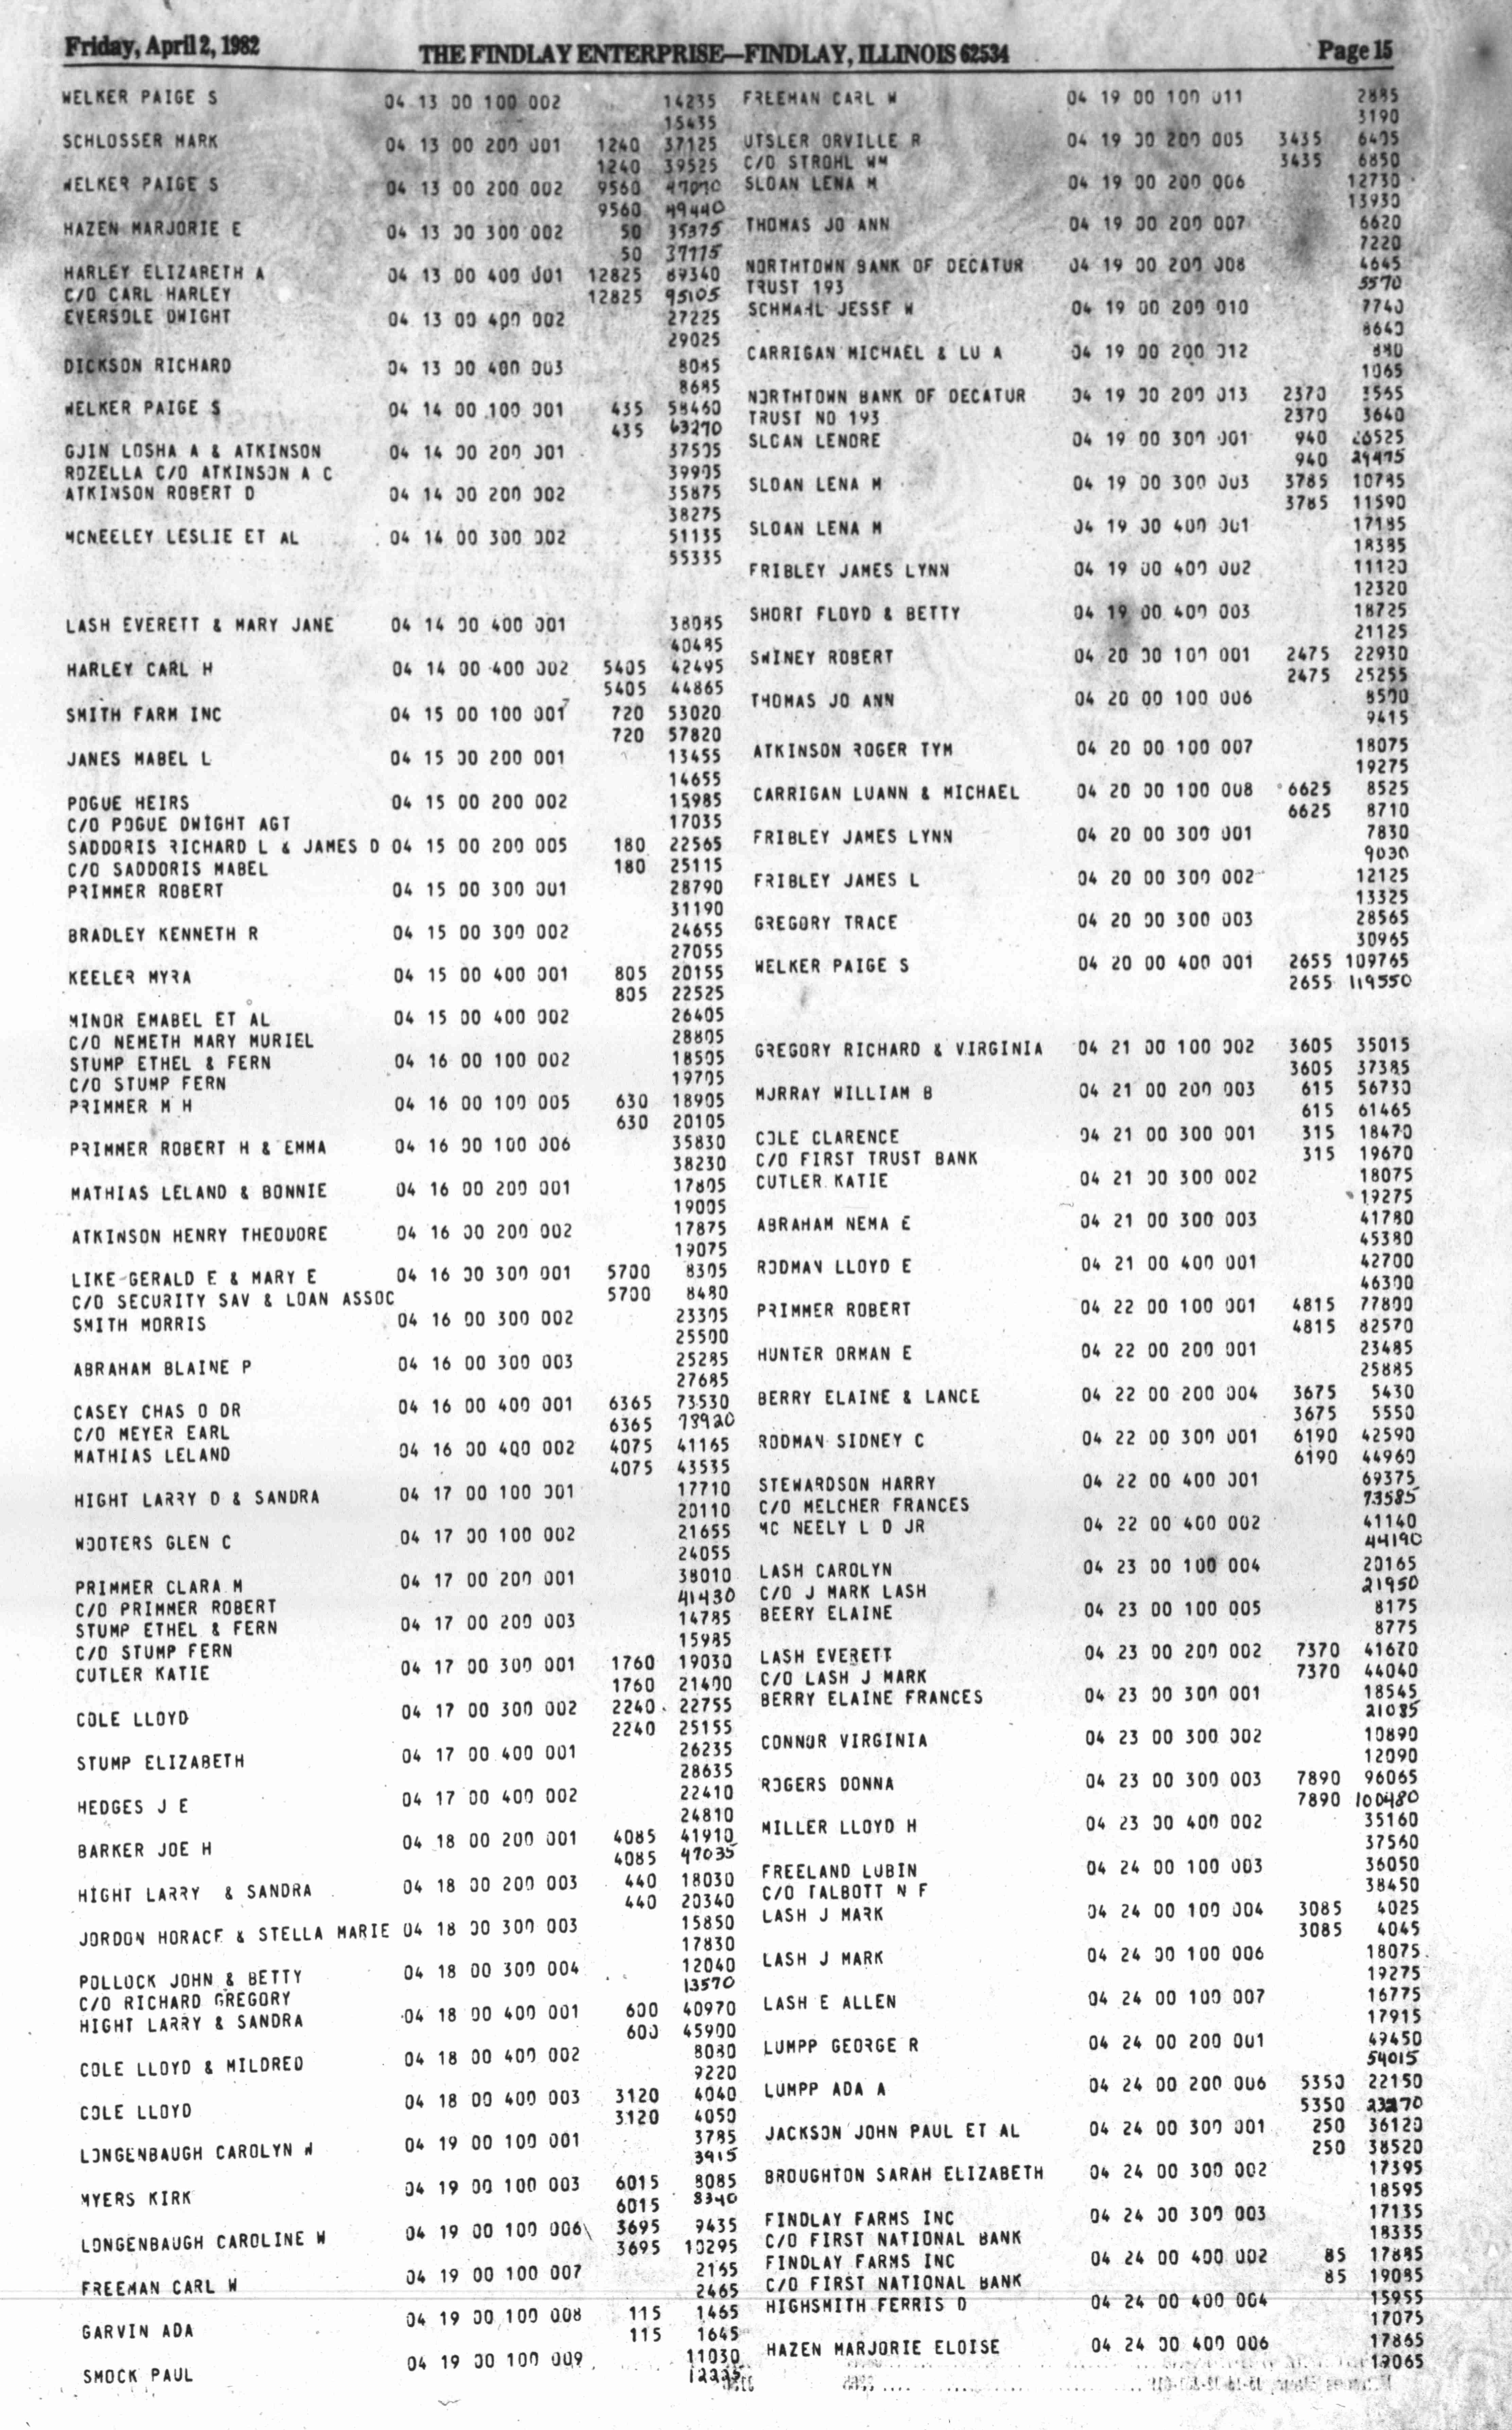 Friday, April 2, 1982 THE FINDLAY ENTERPRISE—FINDLAY, ILLINOIS 62534 Page 15
WELKER PAIGE S 04 13 00 100 002 14235
15435
SCHLOSSER MARK 04 13 00 200 001 1240 37125
1240 39525
WELKER PAIGE S 04 13 00 200 002 9560
9560 49440
HAZEN MARJORIE E 04 13 00 300 002 50 35375
50 37775
HARLEY ELIZABETH A 04 13 00 400 001 12825 89340
C/O CARL HARLEY 12825 95105
EVERSOLE DWIGHT 04 13 00 400 002 27225
29025
DICKSON RICHARD 04 13 00 400 003 8085
8685
WELKER PAIGE S 04 14 00 100 001 435 58460
435 63270
GJIN LOSHA A & ATKINSON 04 14 00 200 001 37505
ROZELLA C/O ATKINSON A C 39905
ATKINSON ROBERT D 04 14 00 200 002 35875
38275
MCNEELEY LESLIE ET AL 04 14 00 300 002 51135
55335
LASH EVERETT & MARY JANE 04 14 00 400 001 38085
40485
HARLEY CARL H 04 14 00 400 002 5405 42495
5405 44865
SMITH FARM INC 04 15 00 100 001 720 53020
720 57820
JANES MABEL L 04 15 00 200 001 13455
14655
POGUE HEIRS 04 15 00 200 002 15985
C/O POGUE DWIGHT AGT 17035
SADDORIS RICHARD L & JAMES D 04 15 00 200 005 180 22565
C/O SADDORIS MABEL 180 25115
PRIMMER ROBERT 04 15 00 300 001 28790
31190
BRADLEY KENNETH R 04 15 00 300 002 24655
27055
KEELER MYRA 04 15 00 400 001 805 20155
805 22525
MINOR EMABEL ET AL 04 15 00 400 002 26405
C/O NEMETH MARY MURIEL 28805
STUMP ETHEL & FERN 04 16 00 100 002 18505
C/O STUMP FERN 19705
PRIMMER M H 04 16 00 100 005 630 18905
630 20105
PRIMMER ROBERT H & EMMA 04 16 00 100 006 35830
38230
MATHIAS LELAND & BONNIE 04 16 00 200 001 17805
19005
ATKINSON HENRY THEODORE 04 16 00 200 002 17875
19075
LIKE GERALD E & MARY E 04 16 00 300 001 5700 8305
C/O SECURITY SAV & LOAN ASSOC 5700 8480
SMITH MORRIS 04 16 00 300 002 23305
25500
ABRAHAM BLAINE P 04 16 00 300 003 25285
27685
CASEY CHAS O DR 04 16 00 400 001 6365 73530
C/O MEYER EARL 6365 78920
MATHIAS LELAND 04 16 00 400 002 4075 41165
4075 43535
HIGHT LARRY D & SANDRA 04 17 00 100 001 17710
20110
WOOTERS GLEN C 04 17 00 100 002 21655
24055
PRIMMER CLARA M 04 17 00 200 001 38010
C/O PRIMMER ROBERT 41430
STUMP ETHEL & FERN 04 17 00 200 003 14785
C/O STUMP FERN 15985
CUTLER KATIE 04 17 00 300 001 1760 19030
1760 21400
COLE LLOYD 04 17 00 300 002 2240 22755
2240 25155
STUMP ELIZABETH 04 17 00 400 001 26235
28635
HEDGES J E 04 17 00 400 002 22410
24810
BARKER JOE H 04 18 00 200 001 4085 41910
4085 47035
HIGHT LARRY & SANDRA 04 18 00 200 003 440 18030
440 20340
JORDON HORACE & STELLA MARIE 04 18 00 300 003 15850
17830
POLLOCK JOHN & BETTY 04 18 00 300 004 12040
C/O RICHARD GREGORY 13570
HIGHT LARRY & SANDRA 04 18 00 400 001 600 40970
600 45900
COLE LLOYD & MILDRED 04 18 00 400 002 8080
9220
COLE LLOYD 04 18 00 400 003 3120 4040
3120 4050
LONGENBAUGH CAROLYN W 04 19 00 100 001 3785
3915
MYERS KIRK 04 19 00 100 003 6015 8085
6015 8340
LONGENBAUGH CAROLINE W 04 19 00 100 006 3695 9435
3695 10295
FREEMAN CARL W 04 19 00 100 007 2165
2465
GARVIN ADA 04 19 00 100 008 115 1465
115 1645
SMOCK PAUL 04 19 00 100 009 11030
FREEMAN CARL W 04 19 00 100 011 2885
3190
UTSLER ORVILLE R 04 19 00 200 005 3435 6405
C/O STROHL WM 3435 6850
SLOAN LENA M 04 19 00 200 006 12730
13930
THOMAS JO ANN 04 19 00 200 007 6620
7220
NORTHTOWN BANK OF DECATUR 04 19 00 200 008 4645
TRUST 193 5570
SCHMAHL JESSE W 04 19 00 200 010 7740
8640
CARRIGAN MICHAEL & LU A 04 19 00 200 012 880
1065
NORTHTOWN BANK OF DECATUR 04 19 00 200 013 2370 3565
TRUST NO 193 2370 3640
SLOAN LENORE 04 19 00 300 001 940 26525
940 29475
SLOAN LENA M 04 19 00 300 003 3785 10785
3785 11590
SLOAN LENA M 04 19 00 400 001 17185
18385
FRIBLEY JAMES LYNN 04 19 00 400 002 11120
12320
SHORT FLOYD & BETTY 04 19 00 400 003 18725
21125
SWINEY ROBERT 04 20 00 100 001 2475 22930
2475 25255
THOMAS JO ANN 04 20 00 100 006 8500
9415
ATKINSON ROGER TYM 04 20 00 100 007 18075
19275
CARRIGAN LUANN & MICHAEL 04 20 00 100 008 6625 8525
6625 8710
FRIBLEY JAMES LYNN 04 20 00 300 001 7830
9030
FRIBLEY JAMES L 04 20 00 300 002 12125
13325
GREGORY TRACE 04 20 00 300 003 28565
30965
WELKER PAIGE S 04 20 00 400 001 2655 109765
2655 119550
GREGORY RICHARD & VIRGINIA 04 21 00 100 002 3605 35015
3605 37385
MURRAY WILLIAM B 04 21 00 200 003 615 56730
615 61465
COLE CLARENCE 04 21 00 300 001 315 18470
C/O FIRST TRUST BANK 315 19670
CUTLER KATIE 04 21 00 300 002 18075
19275
ABRAHAM NEMA E 04 21 00 300 003 41780
45380
RODMAN LLOYD E 04 21 00 400 001 42700
46300
PRIMMER ROBERT 04 22 00 100 001 4815 77800
4815 82570
HUNTER ORMAN E 04 22 00 200 001 23485
25885
BERRY ELAINE & LANCE 04 22 00 200 004 3675 5430
3675 5550
RODMAN SIDNEY C 04 22 00 300 001 6190 42590
6190 44960
STEWARDSON HARRY 04 22 00 400 001 69375
C/O MELCHER FRANCES 73585
MC NEELY L D JR 04 22 00 400 002 41140
44190
LASH CAROLYN 04 23 00 100 004 20165
C/O J MARK LASH 21950
BEERY ELAINE 04 23 00 100 005 8175
8775
LASH EVERETT 04 23 00 200 002 7370 41670
C/O LASH J MARK 7370 44040
BERRY ELAINE FRANCES 04 23 00 300 001 18545
21085
CONNOR VIRGINIA 04 23 00 300 002 10890
12090
ROGERS DONNA 04 23 00 300 003 7890 96065
7890 100480
MILLER LLOYD H 04 23 00 400 002 35160
37560
FREELAND LUBIN 04 24 00 100 003 36050
C/O TALBOTT N F 38450
LASH J MARK 04 24 00 100 004 3085 4025
3085 4045
LASH J MARK 04 24 00 100 006 18075
19275
LASH E ALLEN 04 24 00 100 007 16775
17915
LUMPP GEORGE R 04 24 00 200 001 49450
54015
LUMPP ADA A 04 24 00 200 006 5350 22150
5350
JACKSON JOHN PAUL ET AL 04 24 00 300 001 250 36120
250 38520
BROUGHTON SARAH ELIZABETH 04 24 00 300 002 17395
18595
FINDLAY FARMS INC 04 24 00 300 003 17135
C/O FIRST NATIONAL BANK 18335
FINDLAY FARMS INC 04 24 00 400 002 85 17885
C/O FIRST NATIONAL BANK 85 19085
HIGHSMITH FERRIS D 04 24 00 400 004 15955
17075
HAZEN MARJORIE ELOISE 04 24 00 400 006 17865
19065